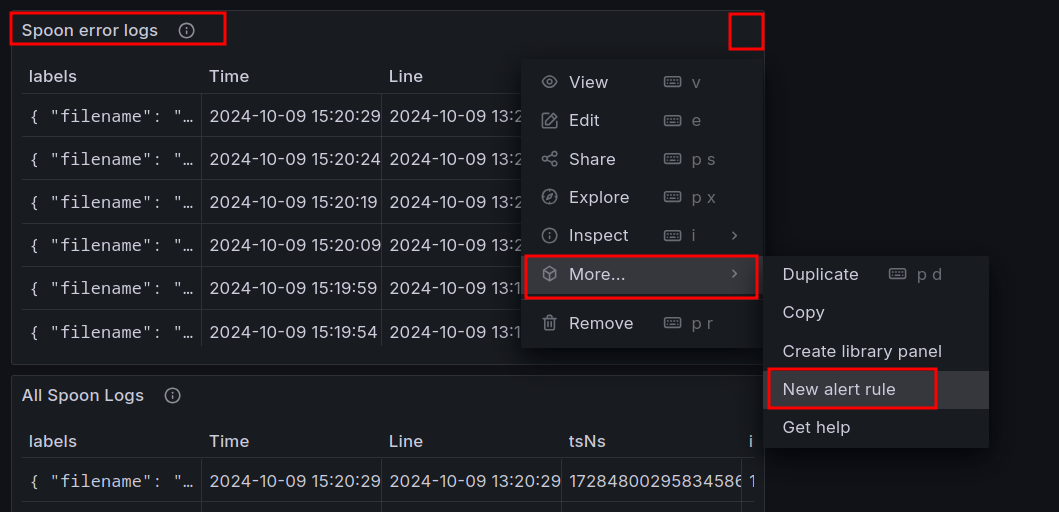 Spoon error logs
labels Time Line
{ "filename": "… 2024-10-09 15:20:29 2024-10-09 13:2
{ "filename": "… 2024-10-09 15:20:24 2024-10-09 13:2
{ "filename": "… 2024-10-09 15:20:19 2024-10-09 13:2
{ "filename": "… 2024-10-09 15:20:09 2024-10-09 13:2
{ "filename": "… 2024-10-09 15:19:59 2024-10-09 13:1
{ "filename": "… 2024-10-09 15:19:54 2024-10-09 13:1
View v
Edit e
Share p s
Explore p x
Inspect i
More...
Remove p r
Duplicate p d
Copy
Create library panel
New alert rule
Get help
All Spoon Logs
labels Time Line tsNs i
{ "filename": "… 2024-10-09 15:20:29 2024-10-09 13:20:29 17284800295834586 1